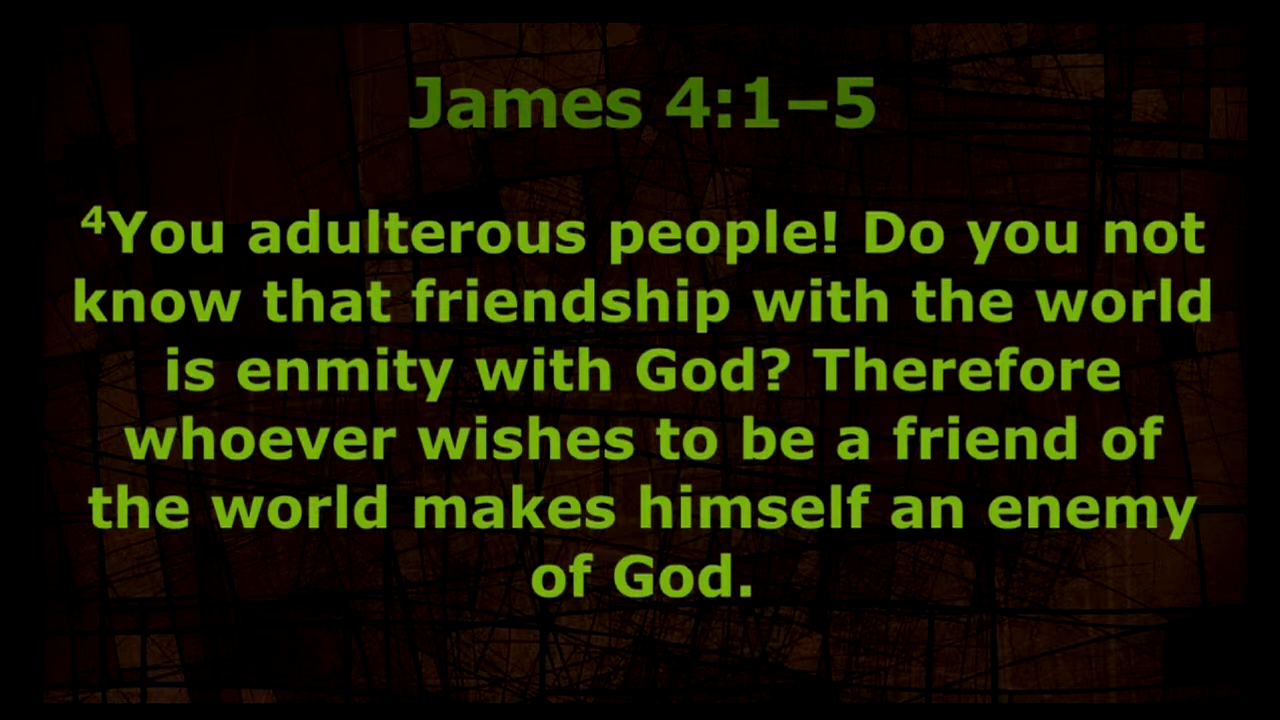 James 4:1–5
⁴You adulterous people! Do you not
know that friendship with the world
is enmity with God? Therefore
whoever wishes to be a friend of
the world makes himself an enemy
of God.